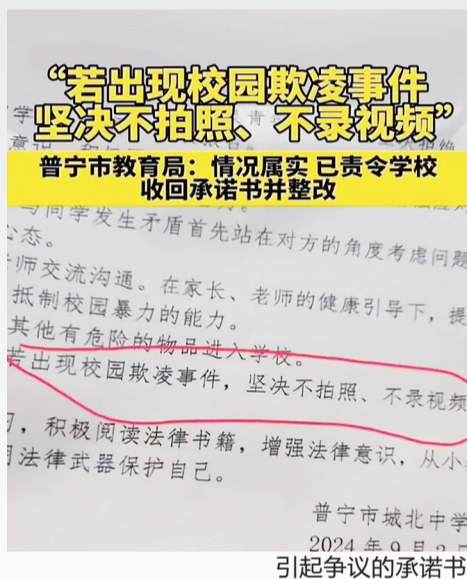 “若出现校园欺凌事件
坚决不拍照、不录视频”
普宁市教育局：情况属实 已责令学校
收回承诺书并整改
与同学发生矛盾首先站在对方的角度考虑问题
公态。
老师交流沟通。在家长、老师的健康引导下，提
抵制校园暴力的能力。
其他有危险的物品进入学校。
若出现校园欺凌事件，坚决不拍照、不录视频
习，积极阅读法律书籍，增强法律意识，从小
用法律武器保护自己。
普宁市城北中学
2024年9月2
引起争议的承诺书